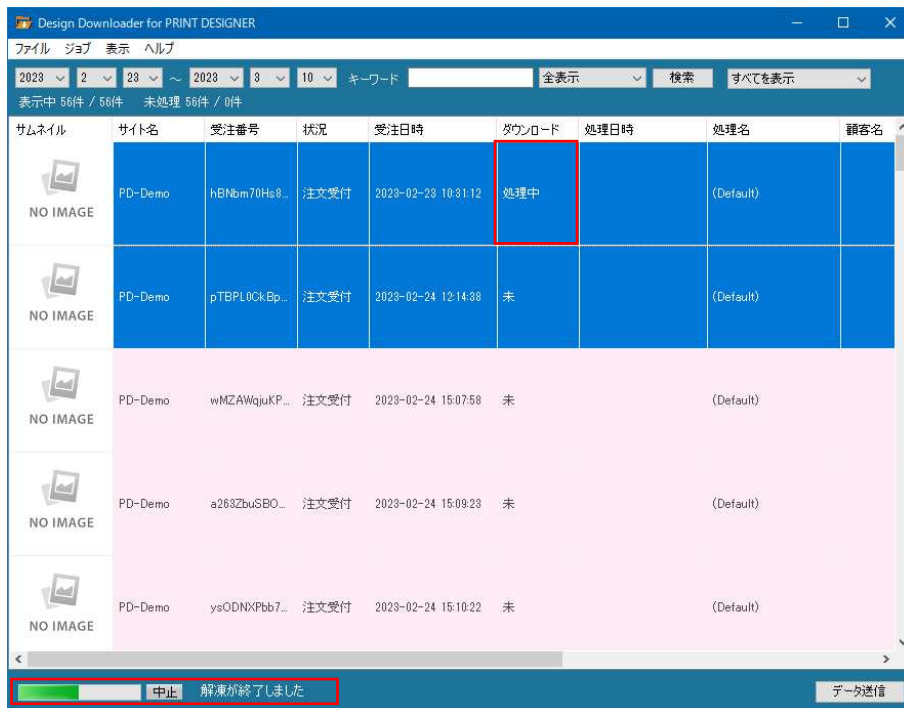 Design Downloader for PRINT DESIGNER
ファイル ジョブ 表示 ヘルプ
2023 2 23 ～ 2023 3 10 キーワード 全表示 検索 すべてを表示
表示中 56件 / 56件 未処理 56件 / 0件
サムネイル サイト名 受注番号 状況 受注日時 ダウンロード 処理日時 処理名 顧客名
NO IMAGE PD-Demo hBNbm70Hs8... 注文受付 2023-02-23 10:31:12 処理中 (Default)
NO IMAGE PD-Demo pTBPL0CkBp... 注文受付 2023-02-24 12:14:38 未 (Default)
NO IMAGE PD-Demo wMZAWqjuKP... 注文受付 2023-02-24 15:07:58 未 (Default)
NO IMAGE PD-Demo a263ZbuSBO... 注文受付 2023-02-24 15:09:23 未 (Default)
NO IMAGE PD-Demo ysODNXPbb7... 注文受付 2023-02-24 15:10:22 未 (Default)
中止 解凍が終了しました データ送信